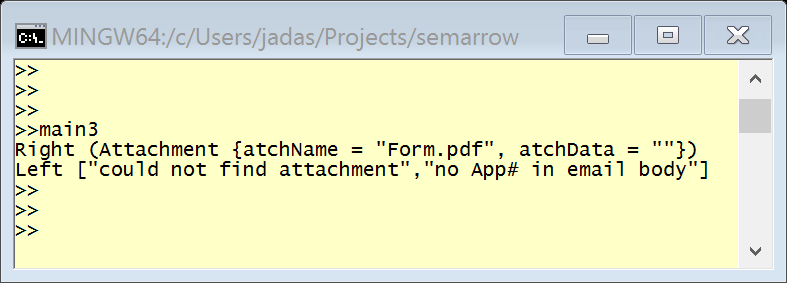 MINGW64:/c/Users/jadas/Projects/semarrow
>>
>>
>>
>>main3
Right (Attachment {atchName = "Form.pdf", atchData = ""})
Left ["could not find attachment","no App# in email body"]
>>
>>
>>